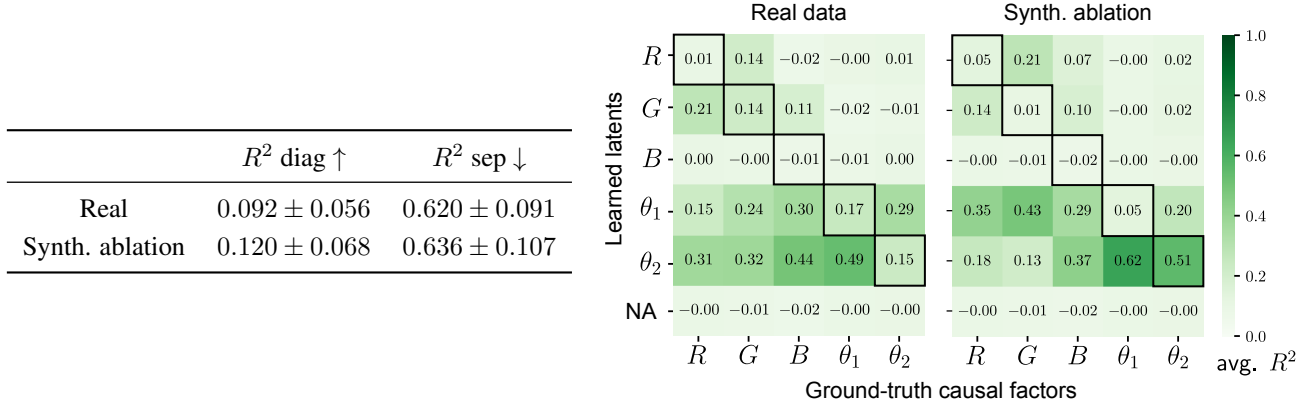 R² diag ↑ R² sep ↓
Real 0.092 ± 0.056 0.620 ± 0.091
Synth. ablation 0.120 ± 0.068 0.636 ± 0.107
Real data Synth. ablation
Learned latents
R 0.01 0.14 −0.02 −0.00 0.01 0.05 0.21 0.07 −0.00 0.02
G 0.21 0.14 0.11 −0.02 −0.01 0.14 0.01 0.10 −0.00 0.02
B 0.00 −0.00 −0.01 −0.01 0.00 −0.00 −0.01 −0.02 −0.00 −0.00
θ₁ 0.15 0.24 0.30 0.17 0.29 0.35 0.43 0.29 0.05 0.20
θ₂ 0.31 0.32 0.44 0.49 0.15 0.18 0.13 0.37 0.62 0.51
NA −0.00 −0.01 −0.02 −0.00 −0.00 −0.00 −0.01 −0.02 −0.00 −0.00
R G B θ₁ θ₂ R G B θ₁ θ₂
Ground-truth causal factors
1.0
0.8
0.6
0.4
0.2
0.0
avg. R²